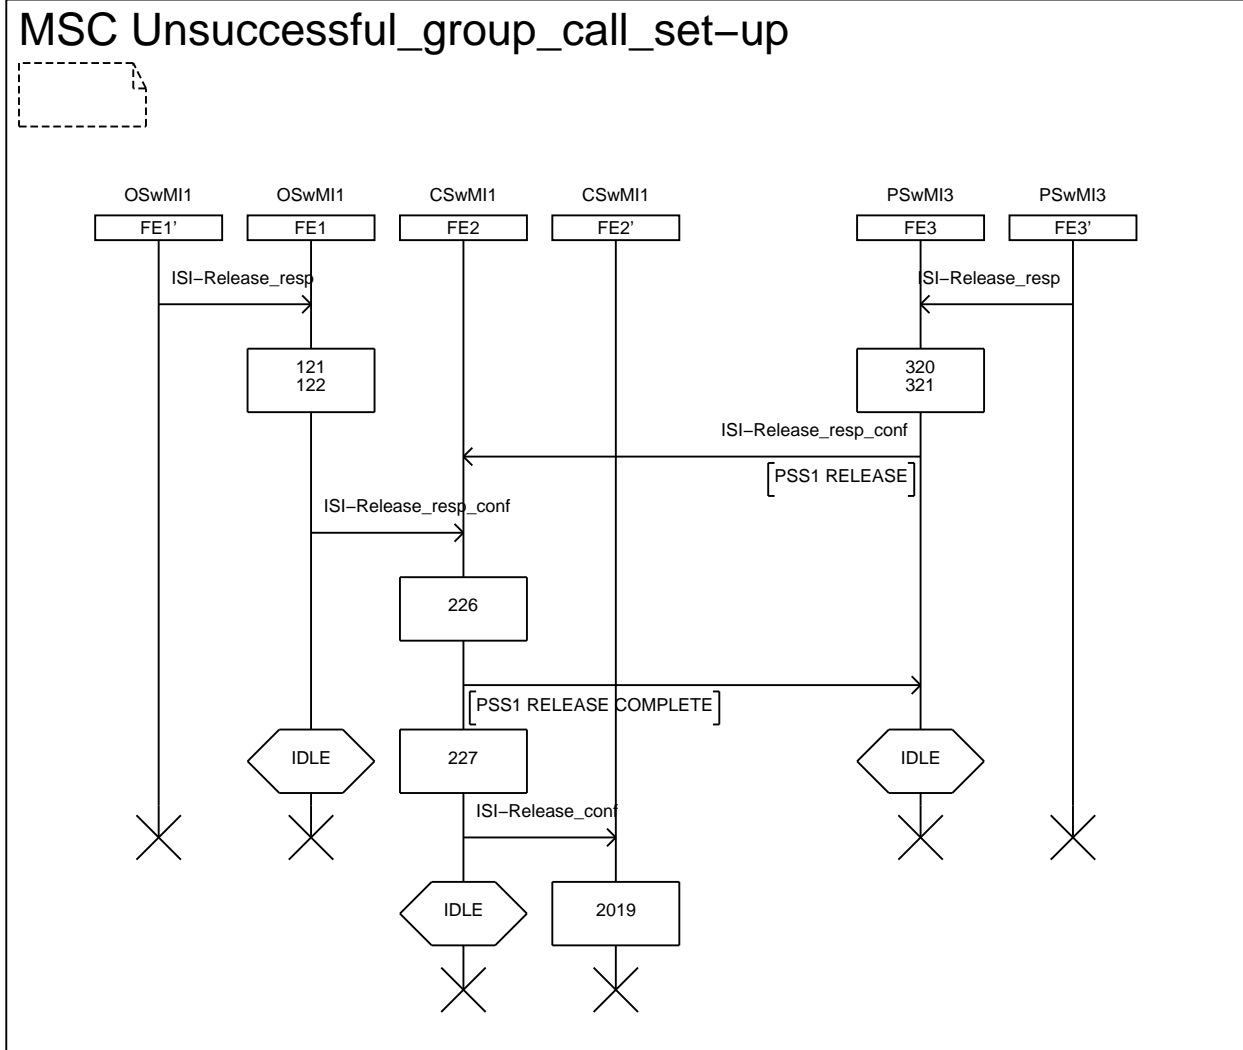 MSC Unsuccessful_group_call_set−up
OSwMI1 OSwMI1 CSwMI1 CSwMI1 PSwMI3 PSwMI3
FE1' FE1 FE2 FE2' FE3 FE3'
ISI−Release_resp ISI−Release_resp
121 320
122 321
ISI−Release_resp_conf
PSS1 RELEASE
ISI−Release_resp_conf
226
PSS1 RELEASE COMPLETE
IDLE 227 IDLE
ISI−Release_conf
IDLE 2019